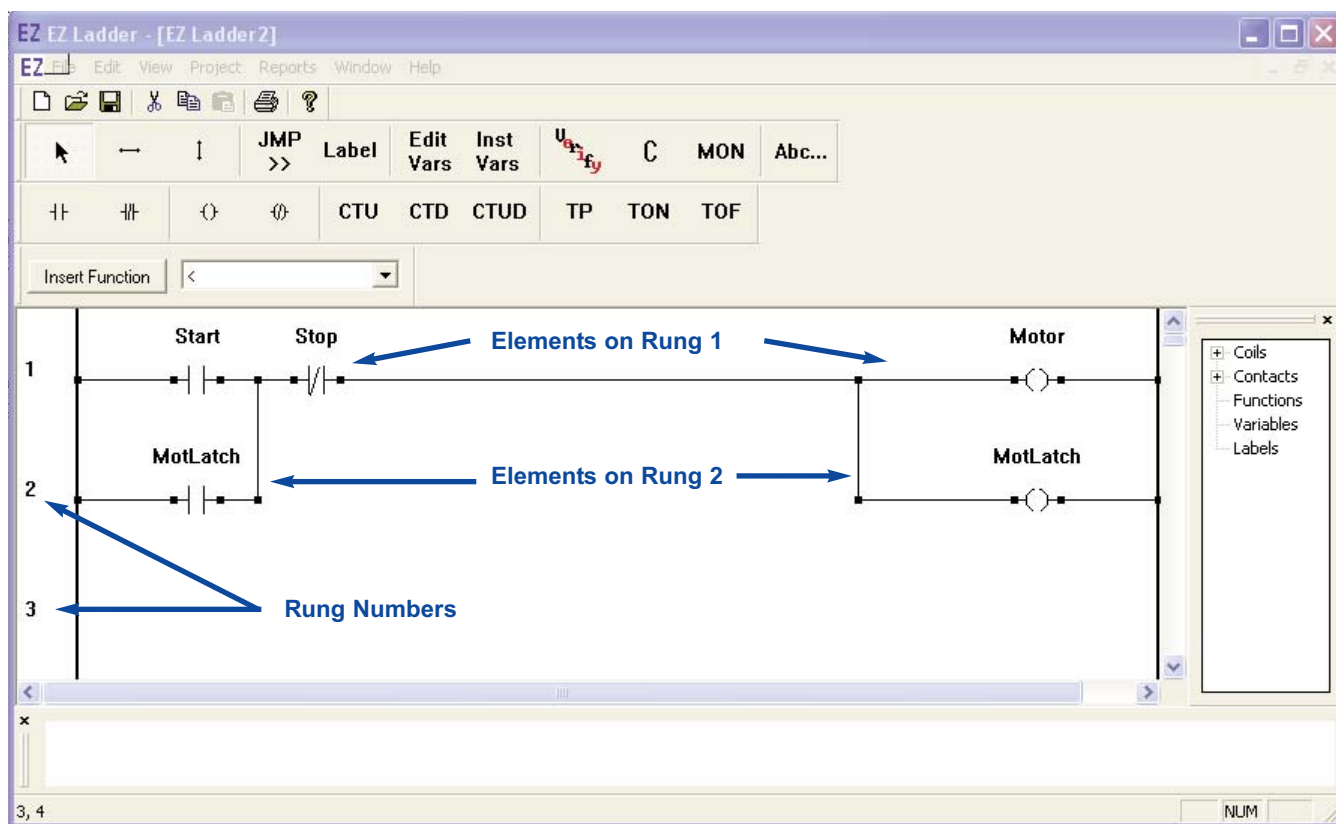 EZ EZ Ladder - [EZ Ladder2]
EZ File Edit View Project Reports Window Help
JMP >> Label Edit Vars Inst Vars Verify C MON Abc...
CTU CTD CTUD TP TON TOF
Insert Function <
Start Stop Elements on Rung 1 Motor
1
MotLatch Elements on Rung 2 MotLatch
2
3 Rung Numbers
Coils
Contacts
Functions
Variables
Labels
3, 4 NUM